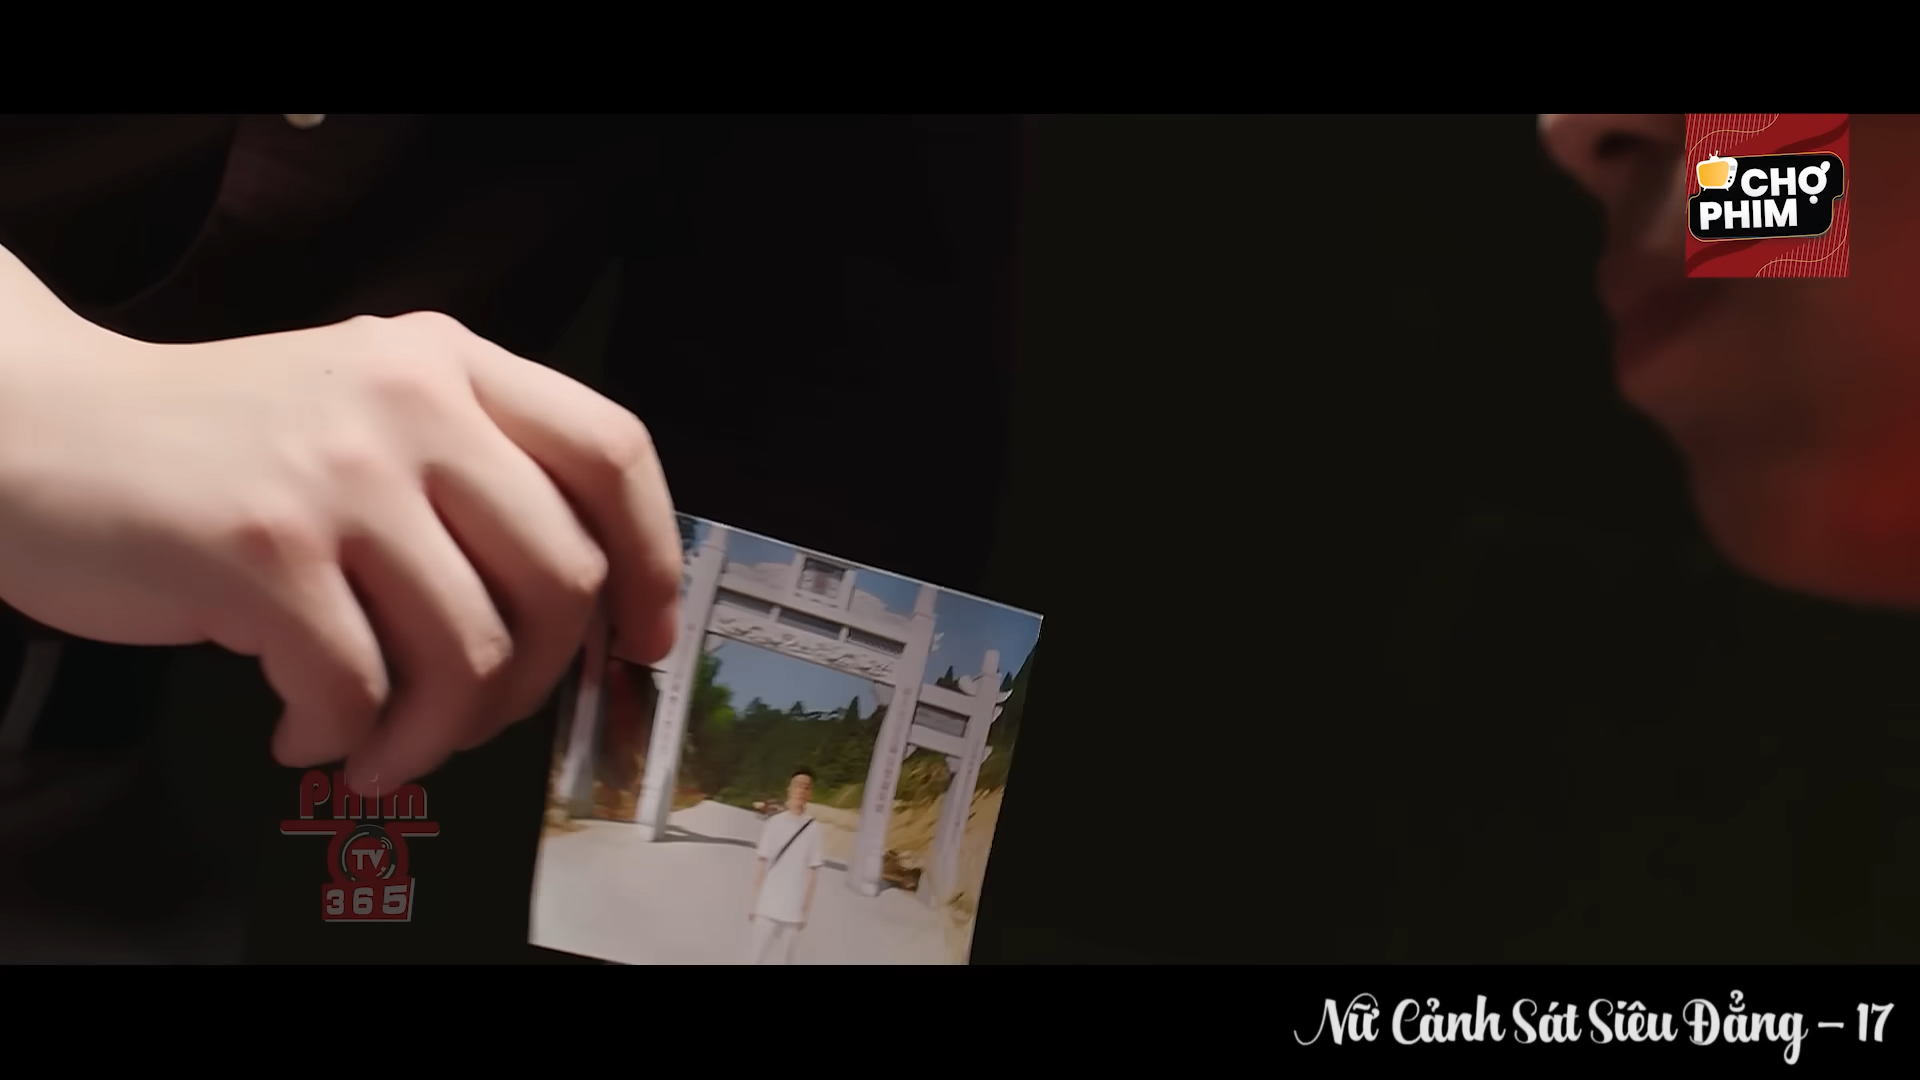 CHỢ
PHIM
Phim
TV
365
Nữ Cảnh Sát Siêu Đẳng – 17